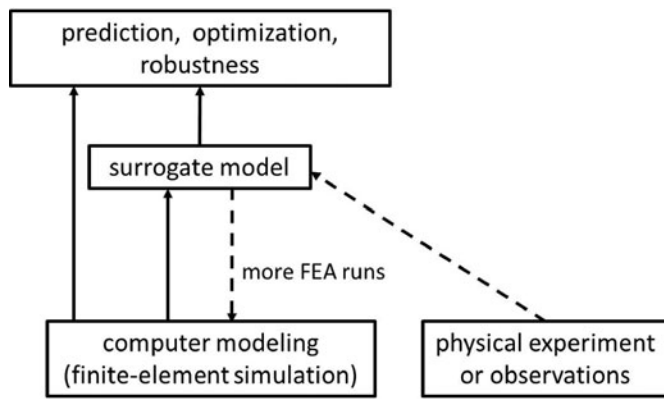 prediction, optimization,
robustness
surrogate model
more FEA runs
computer modeling
(finite-element simulation)
physical experiment
or observations